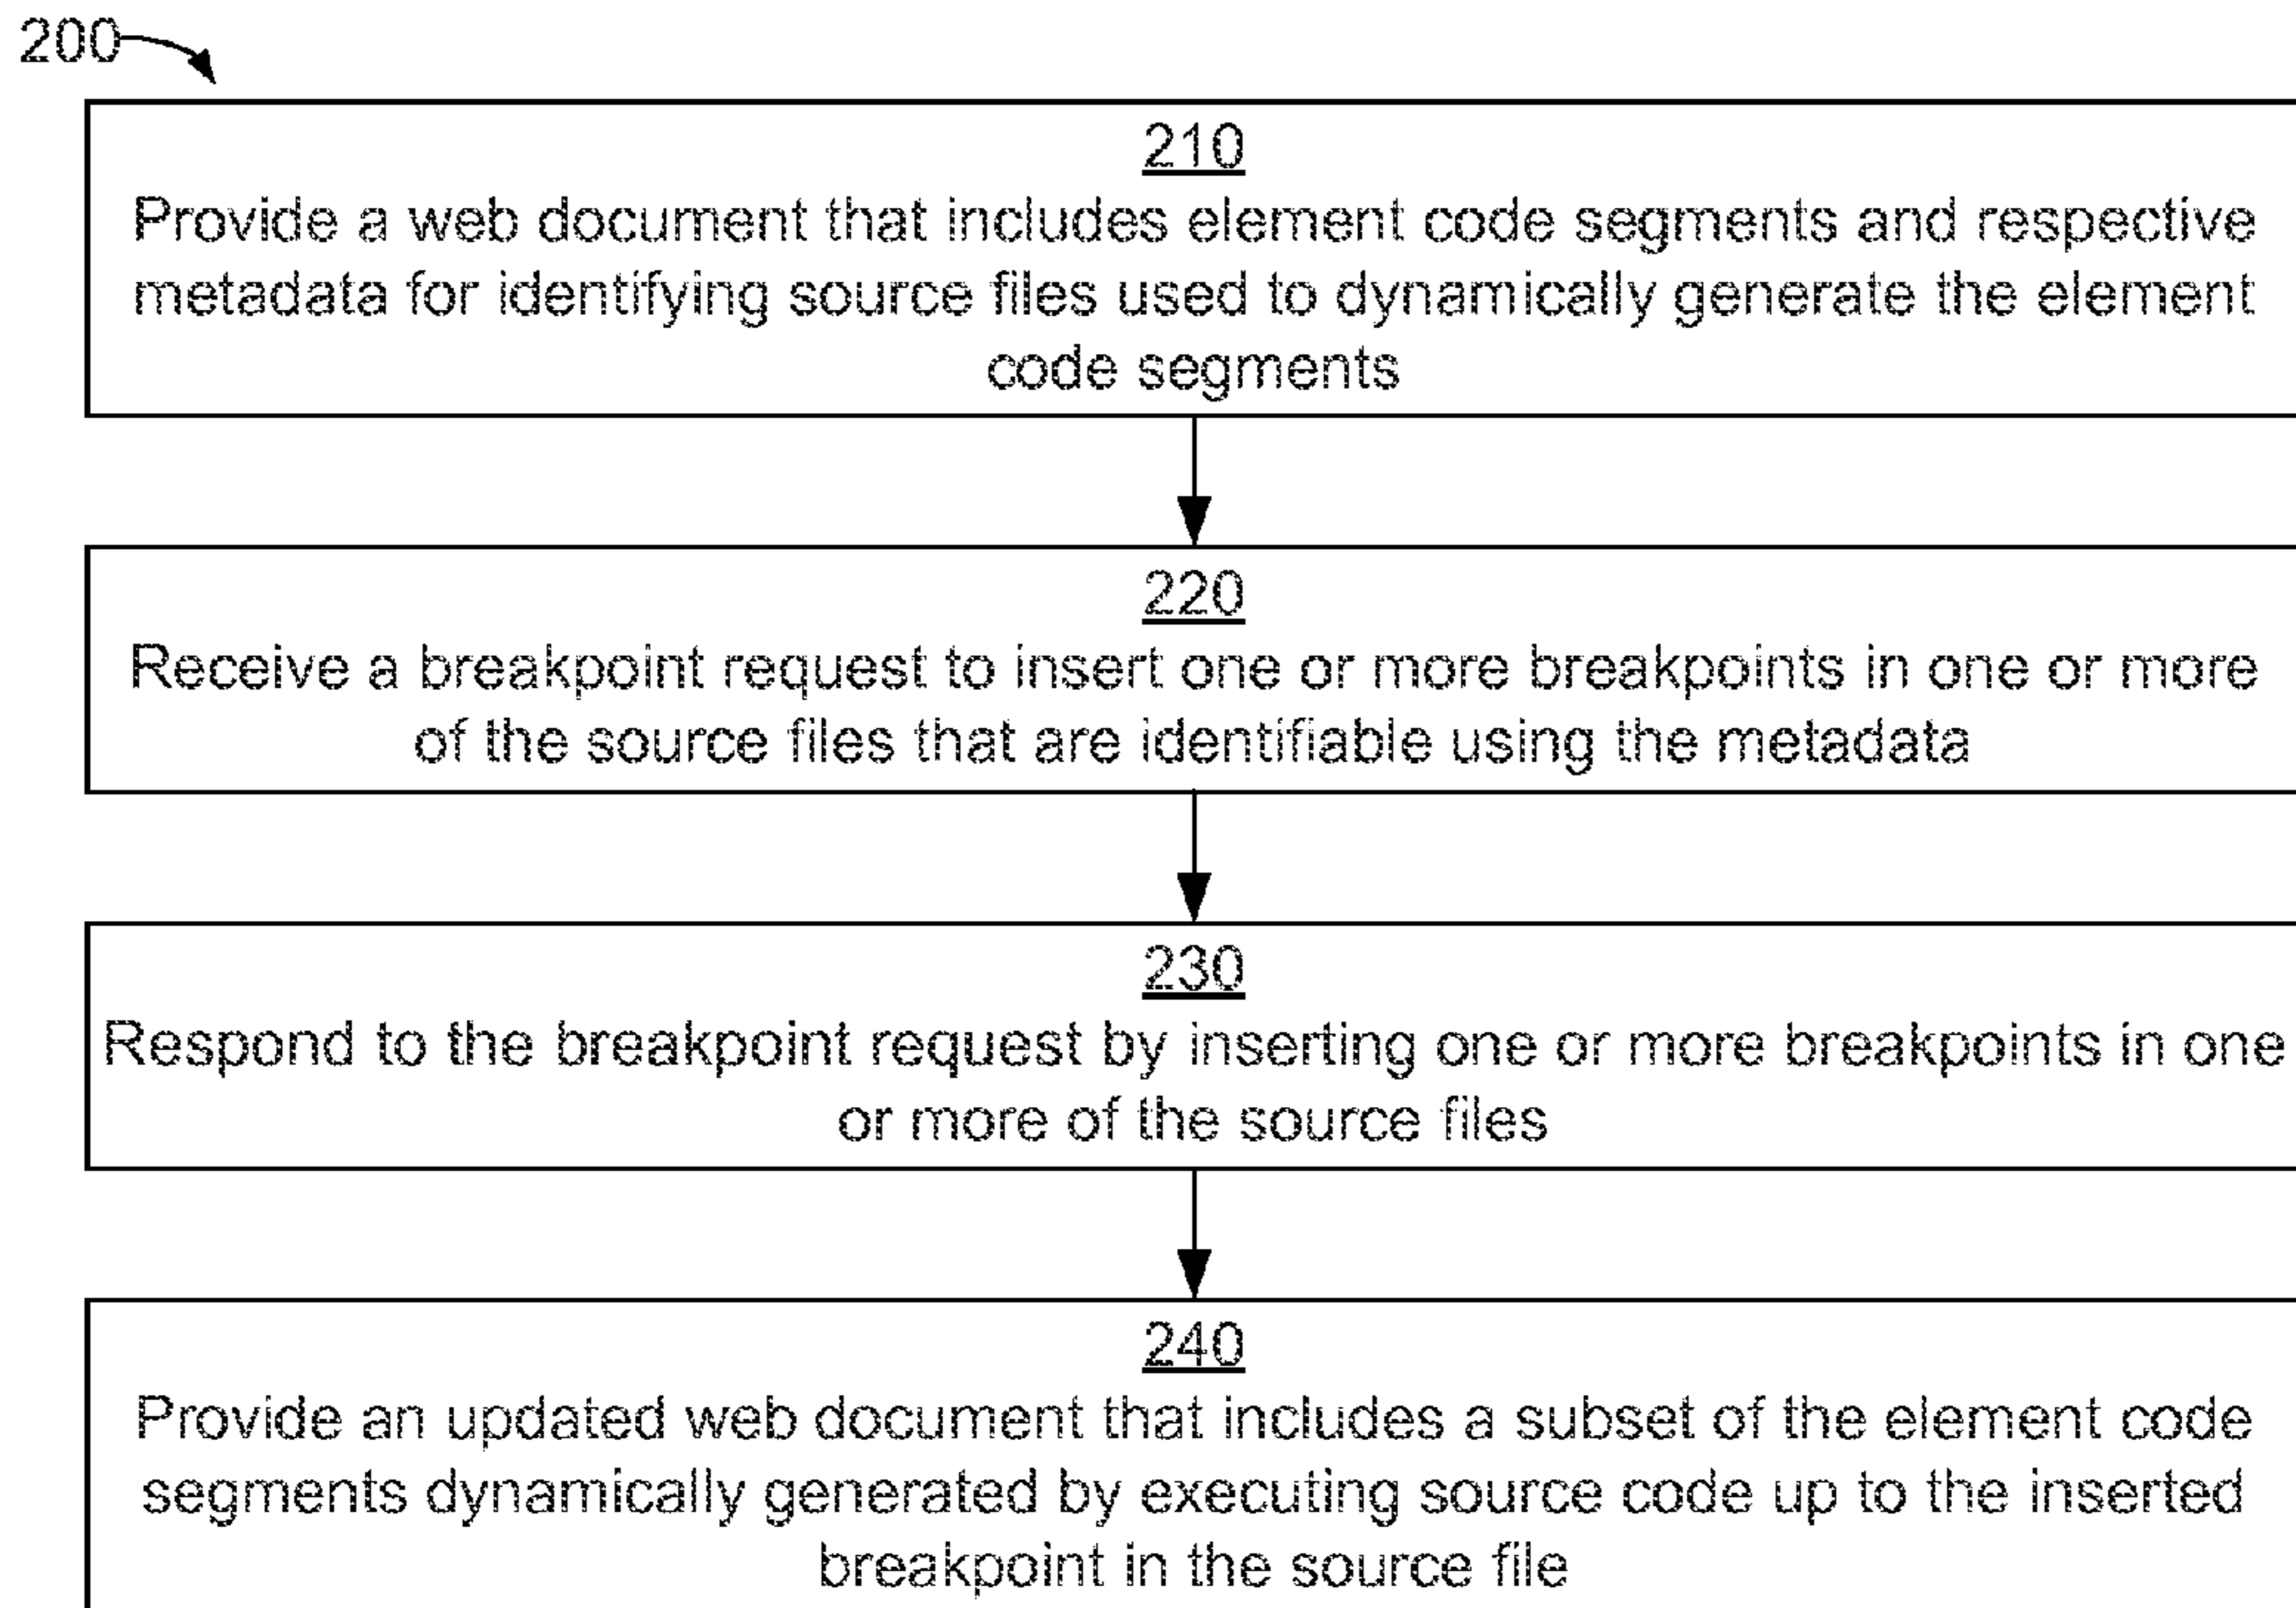 200
210
Provide a web document that includes element code segments and respective
metadata for identifying source files used to dynamically generate the element
code segments
220
Receive a breakpoint request to insert one or more breakpoints in one or more
of the source files that are identifiable using the metadata
230
Respond to the breakpoint request by inserting one or more breakpoints in one
or more of the source files
240
Provide an updated web document that includes a subset of the element code
segments dynamically generated by executing source code up to the inserted
breakpoint in the source file